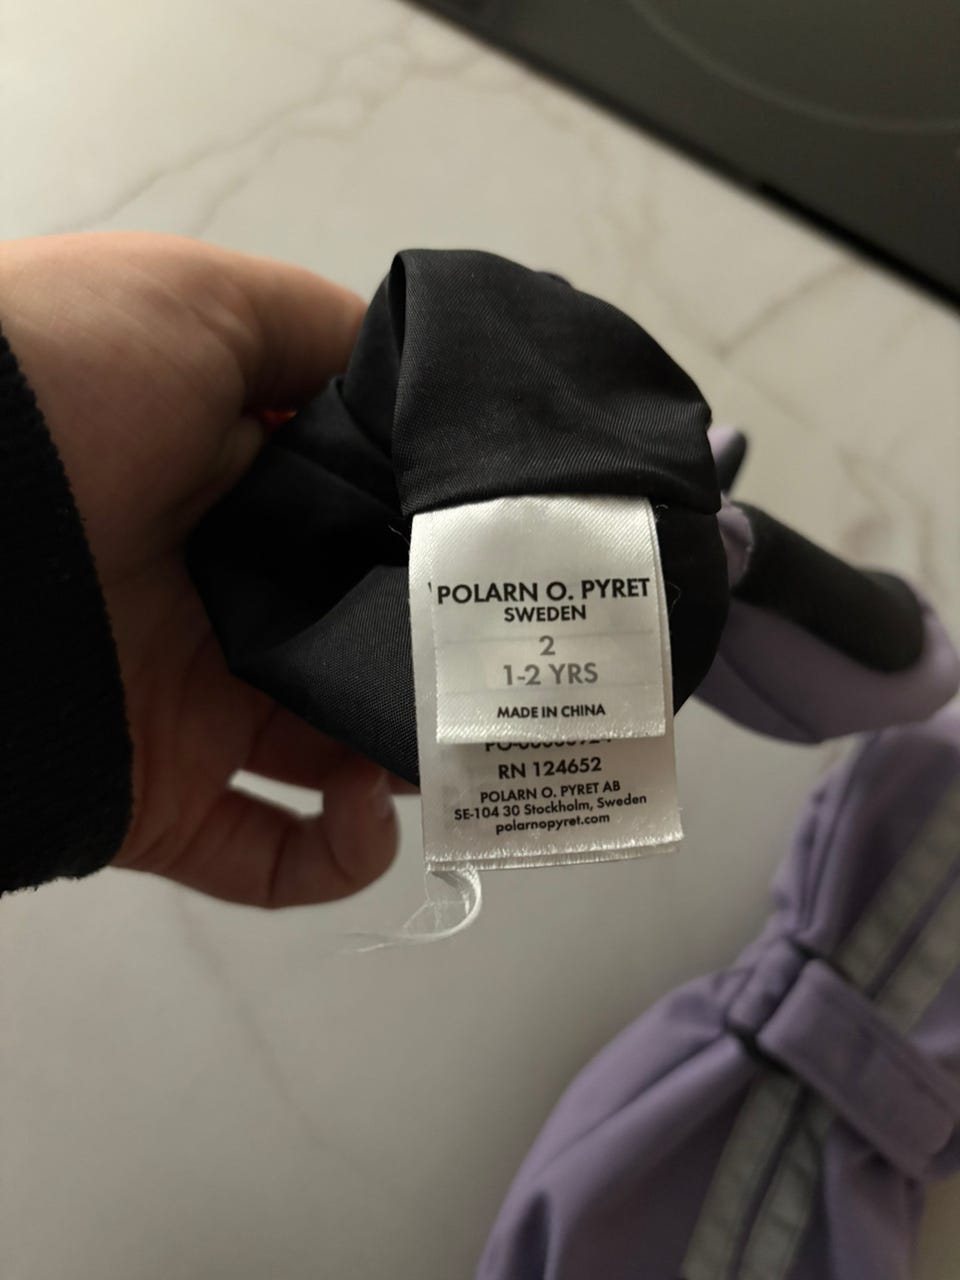 POLARN O. PYRET
SWEDEN
2
1-2 YRS
MADE IN CHINA
RN 124652
POLARN O. PYRET AB
SE-104 30 Stockholm, Sweden
polarnopyret.com